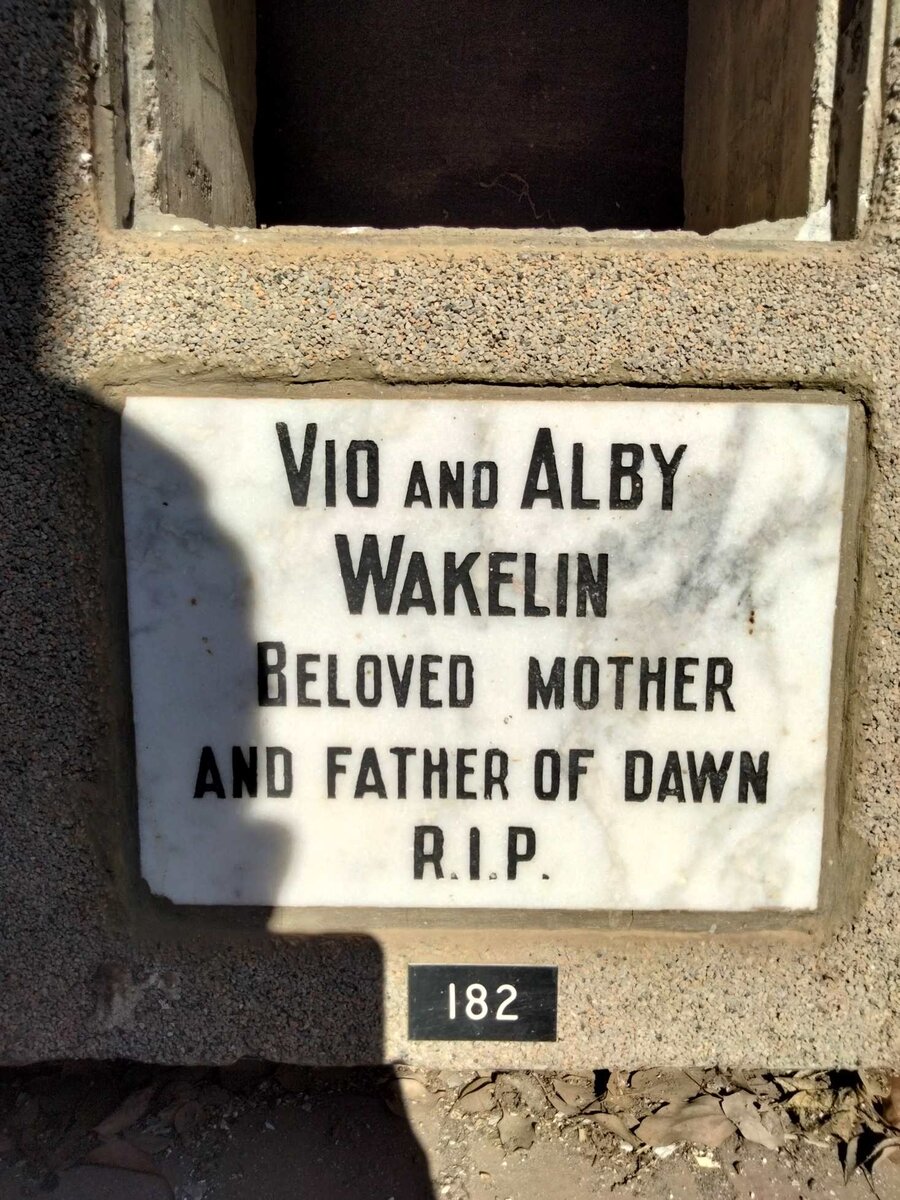 VIO AND ALBY
WAKELIN
BELOVED MOTHER
AND FATHER OF DAWN
R.I.P.
182